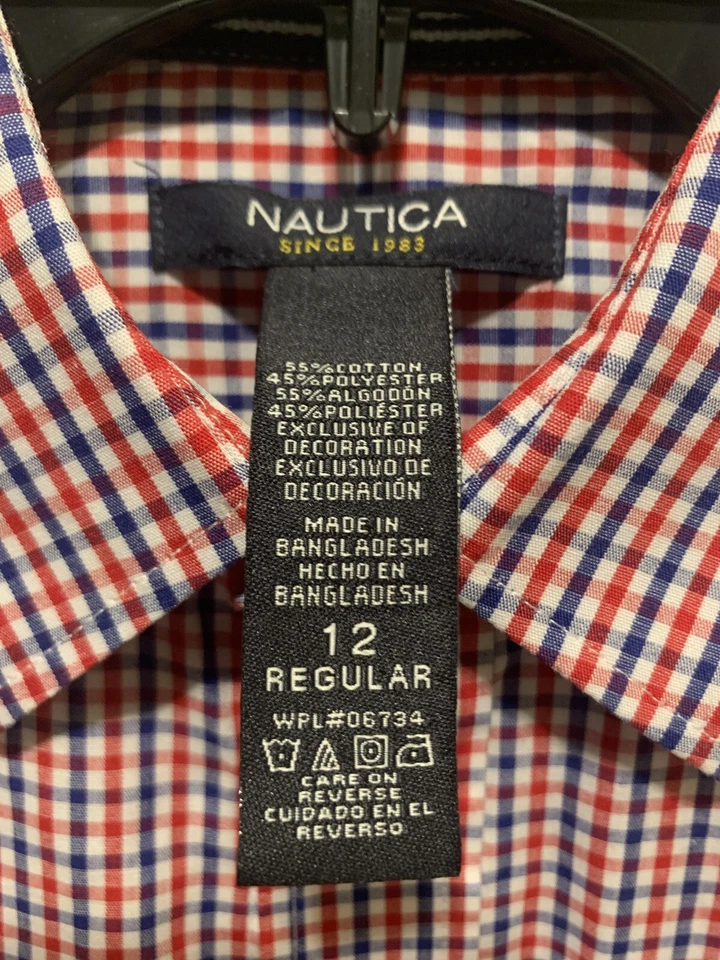 NAUTICA
SINCE 1983
55%COTTON
45%POLYESTER
55%ALGODÓN
45%POLIÉSTER
EXCLUSIVE OF
DECORATION
EXCLUSIVO DE
DECORACIÓN
MADE IN
BANGLADESH
HECHO EN
BANGLADESH
12
REGULAR
WPL#06734
CARE ON
REVERSE
CUIDADO EN EL
REVERSO